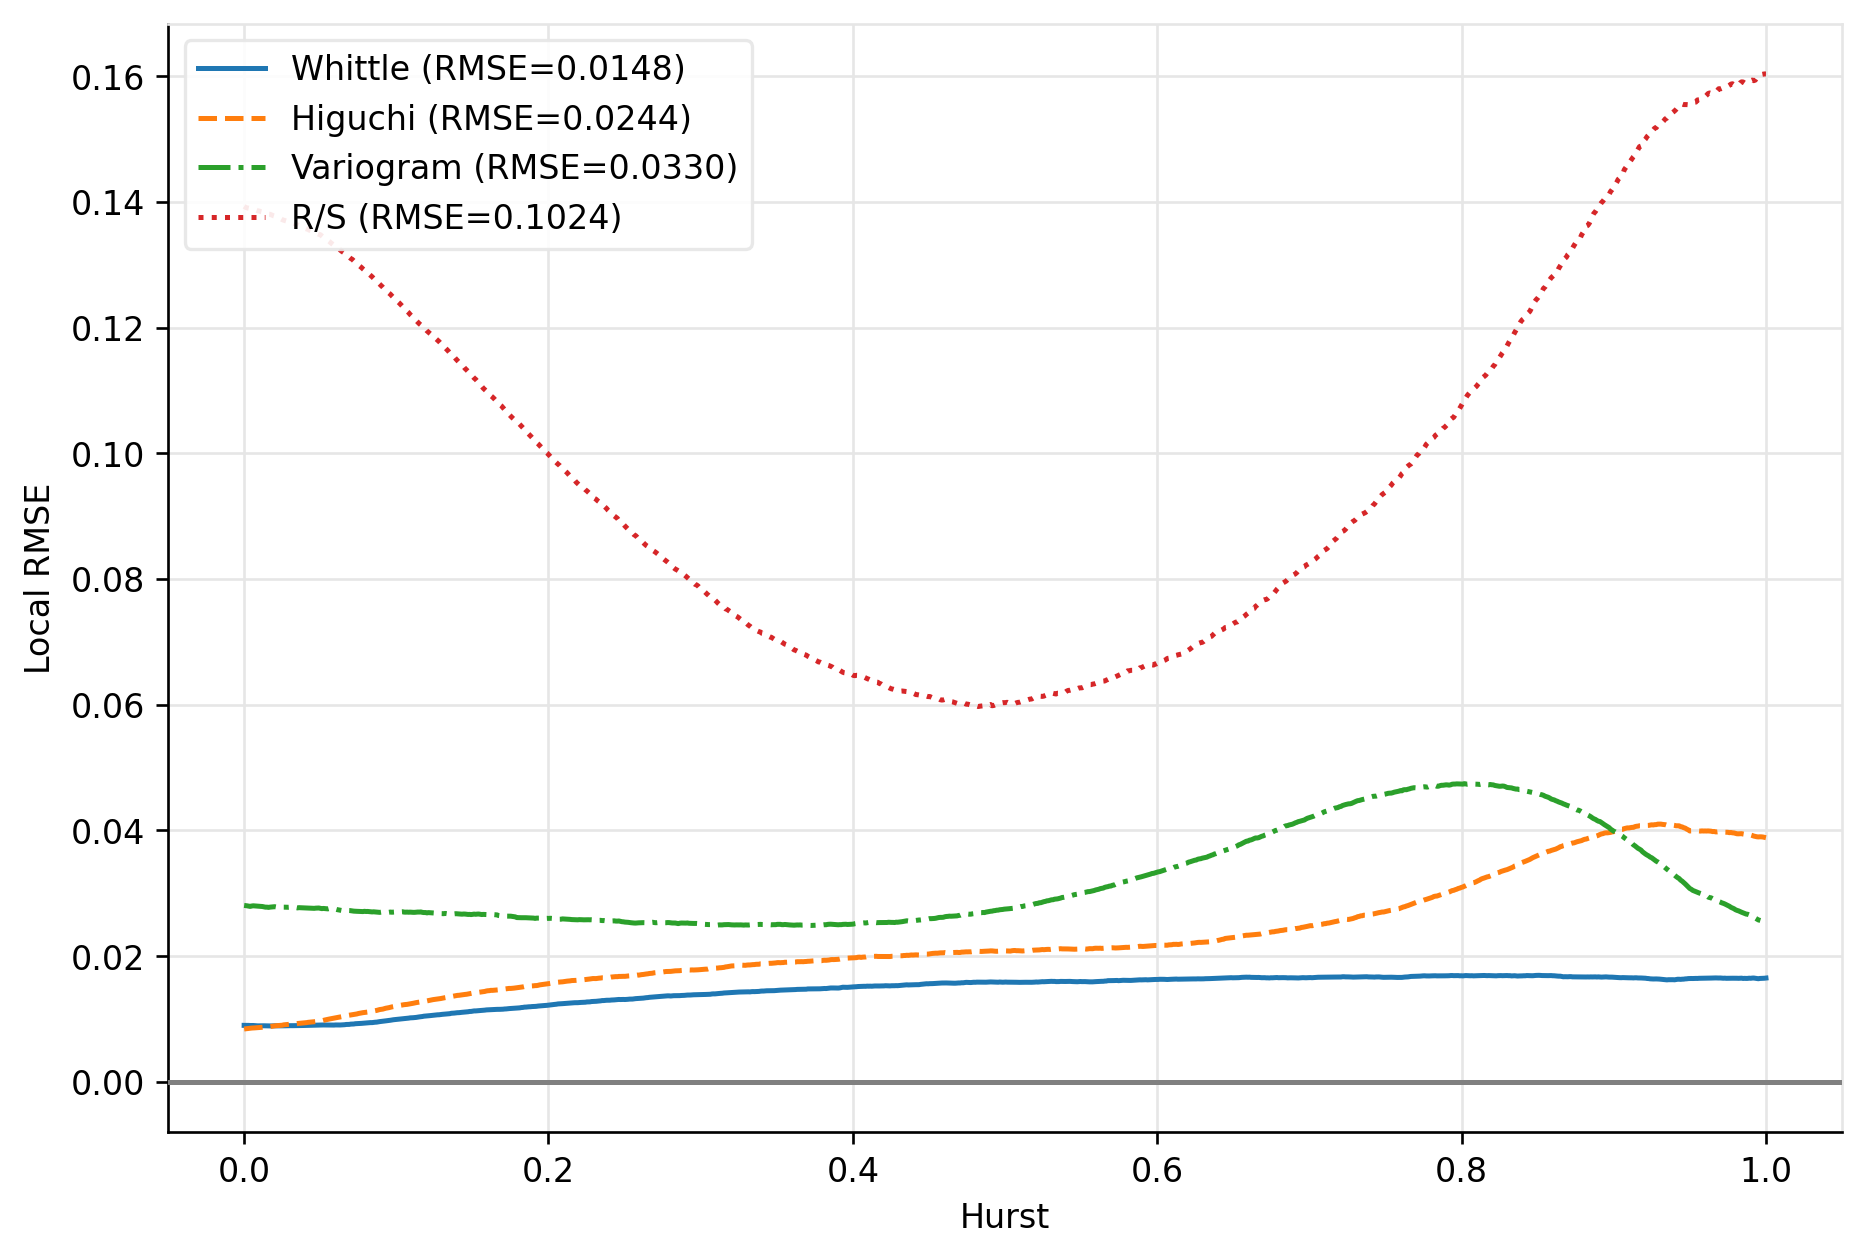 Whittle (RMSE=0.0148)
Higuchi (RMSE=0.0244)
Variogram (RMSE=0.0330)
R/S (RMSE=0.1024)
0.16
0.14
0.12
0.10
0.08
0.06
0.04
0.02
0.00
Local RMSE
0.0 0.2 0.4 0.6 0.8 1.0
Hurst